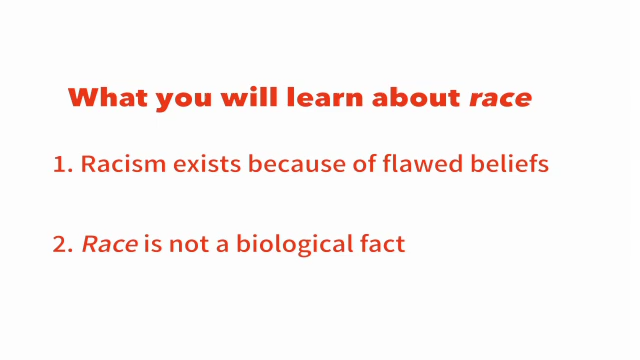 What you will learn about race
1. Racism exists because of flawed beliefs
2. Race is not a biological fact